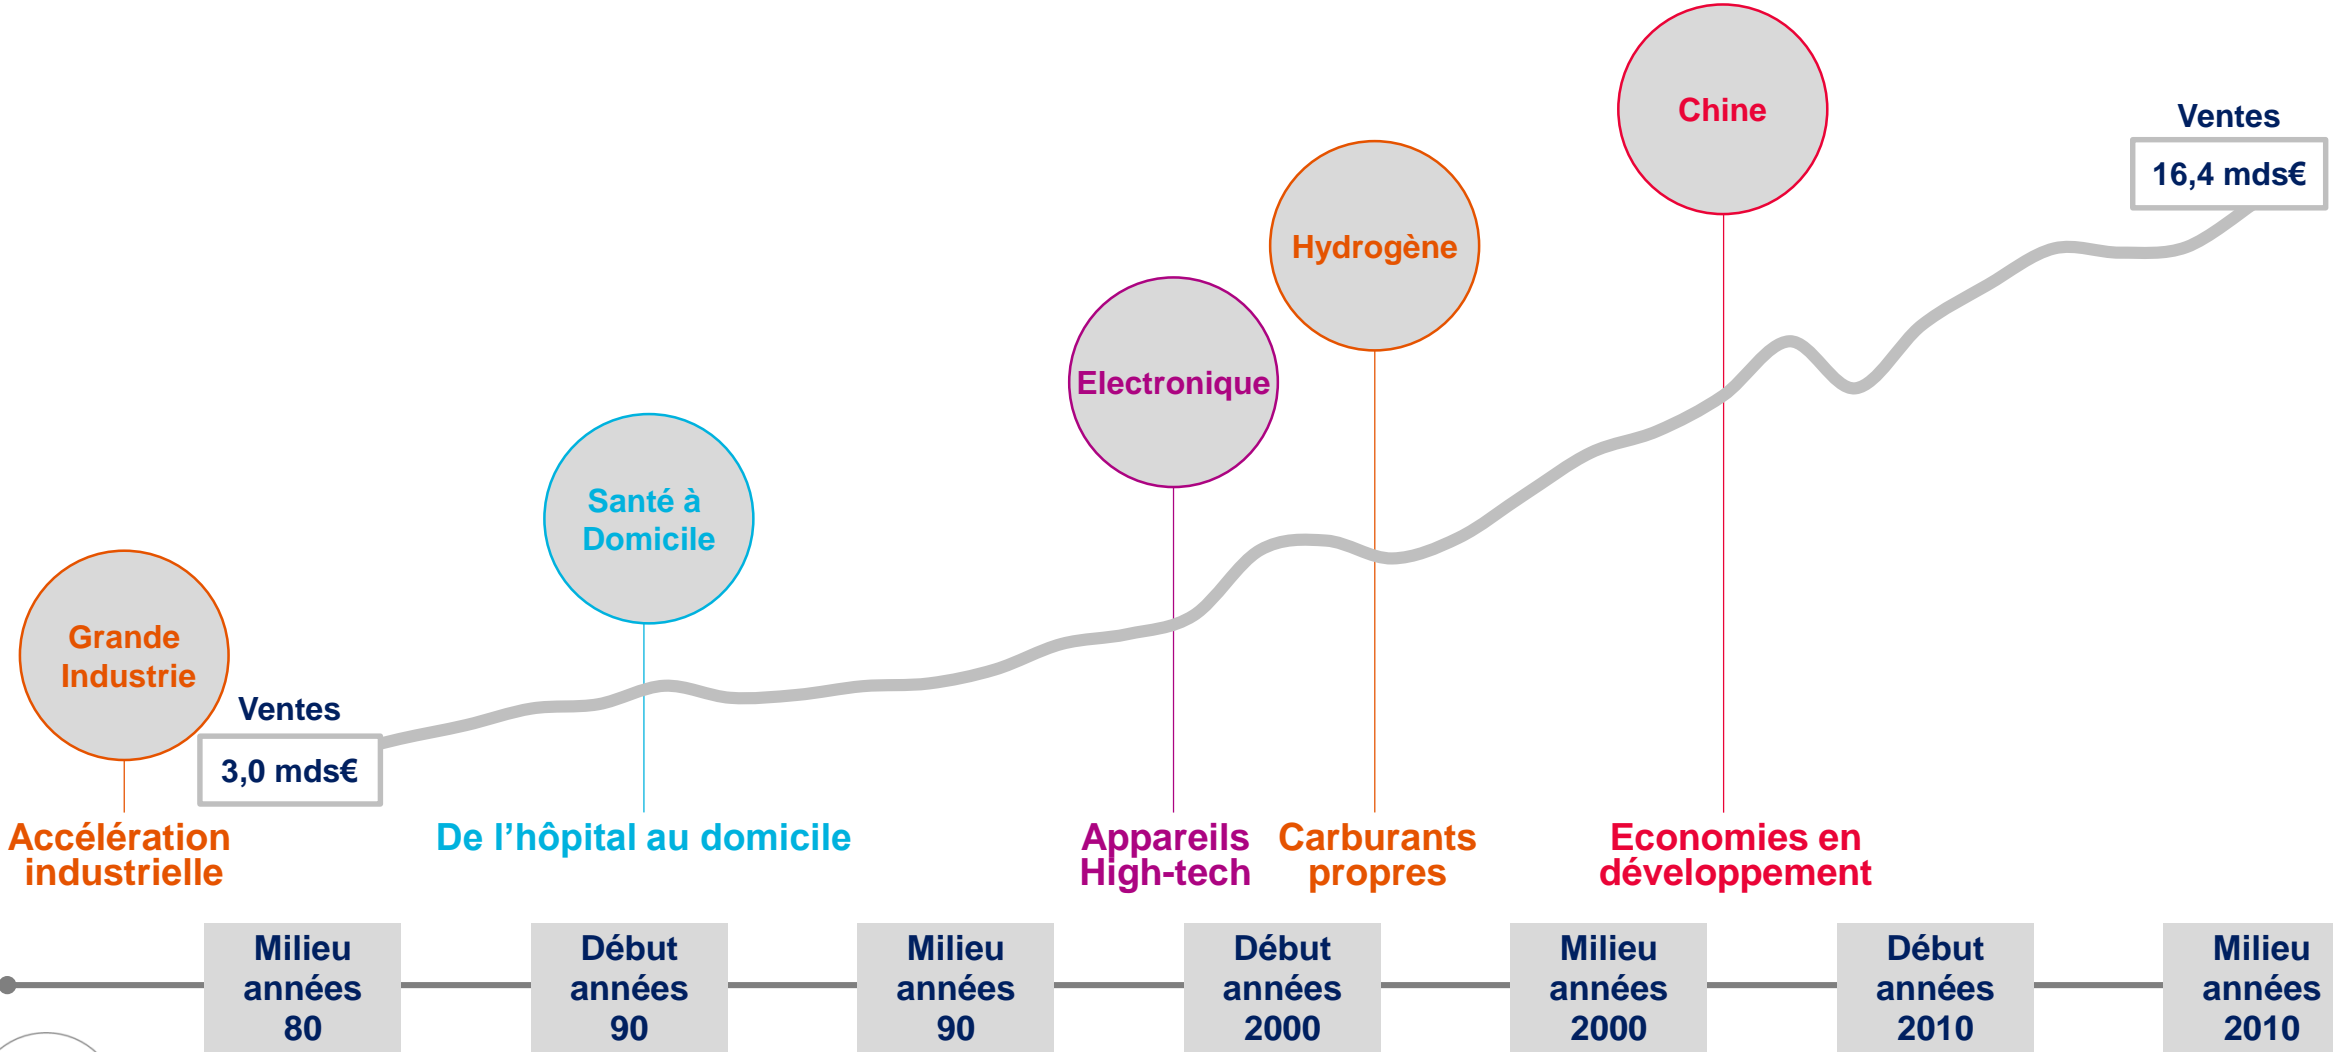 Chine
Ventes
16,4 mds€
Hydrogène
Electronique
Santé à
Domicile
Grande
Industrie
Ventes
3,0 mds€
Accélération
industrielle
De l’hôpital au domicile
Appareils
High-tech
Carburants
propres
Economies en
développement
Milieu
années
80
Début
années
90
Milieu
années
90
Début
années
2000
Milieu
années
2000
Début
années
2010
Milieu
années
2010